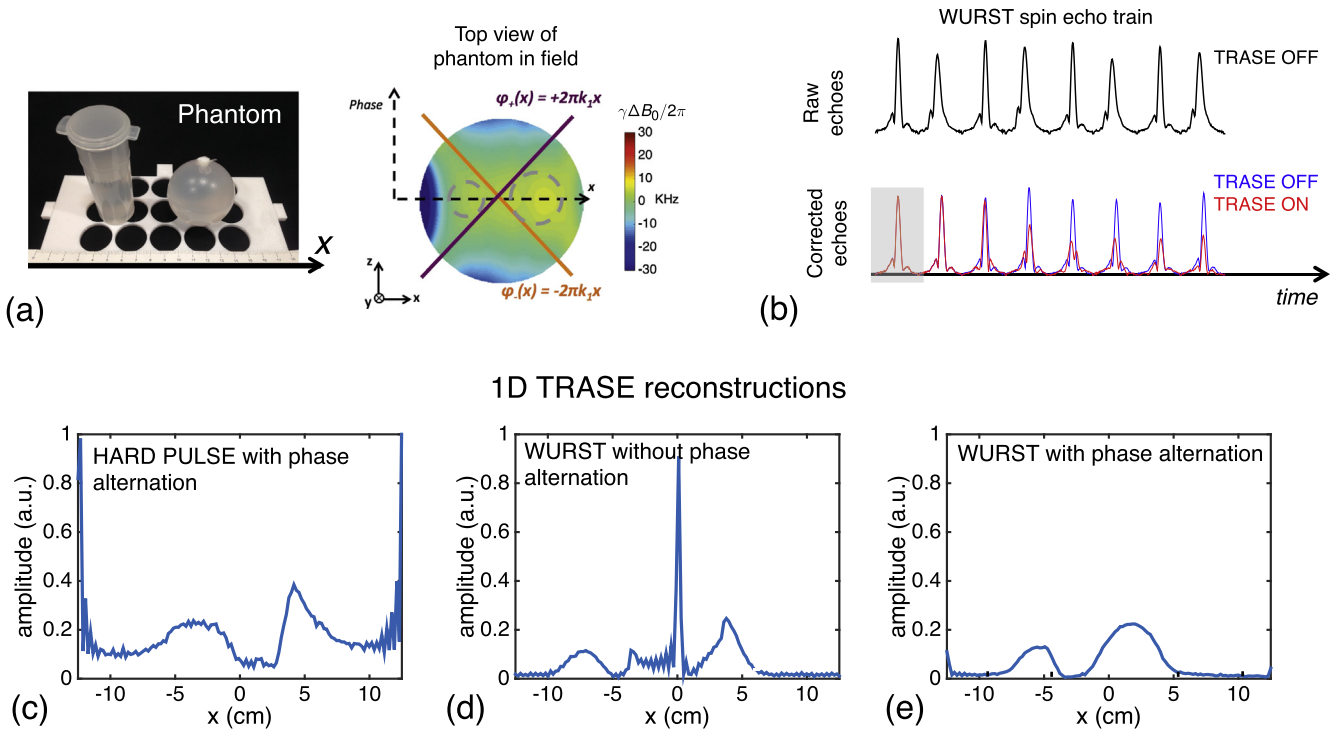 Top view of
phantom in field
Phantom
x
(a)
Phase
φ₊(x) = +2πk₁x
γΔB₀/2π
30
20
10
0
-10
-20
-30
KHz
x
z
y
x
φ₋(x) = -2πk₁x
WURST spin echo train
Raw
echoes
TRASE OFF
Corrected
echoes
TRASE OFF
TRASE ON
time
(b)
1D TRASE reconstructions
HARD PULSE with phase
alternation
amplitude (a.u.)
1
0.8
0.6
0.4
0.2
0
-10
-5
0
5
10
x (cm)
(c)
WURST without phase
alternation
amplitude (a.u.)
1
0.8
0.6
0.4
0.2
0
-10
-5
0
5
10
x (cm)
(d)
WURST with phase alternation
amplitude (a.u.)
1
0.8
0.6
0.4
0.2
0
-10
-5
0
5
10
x (cm)
(e)